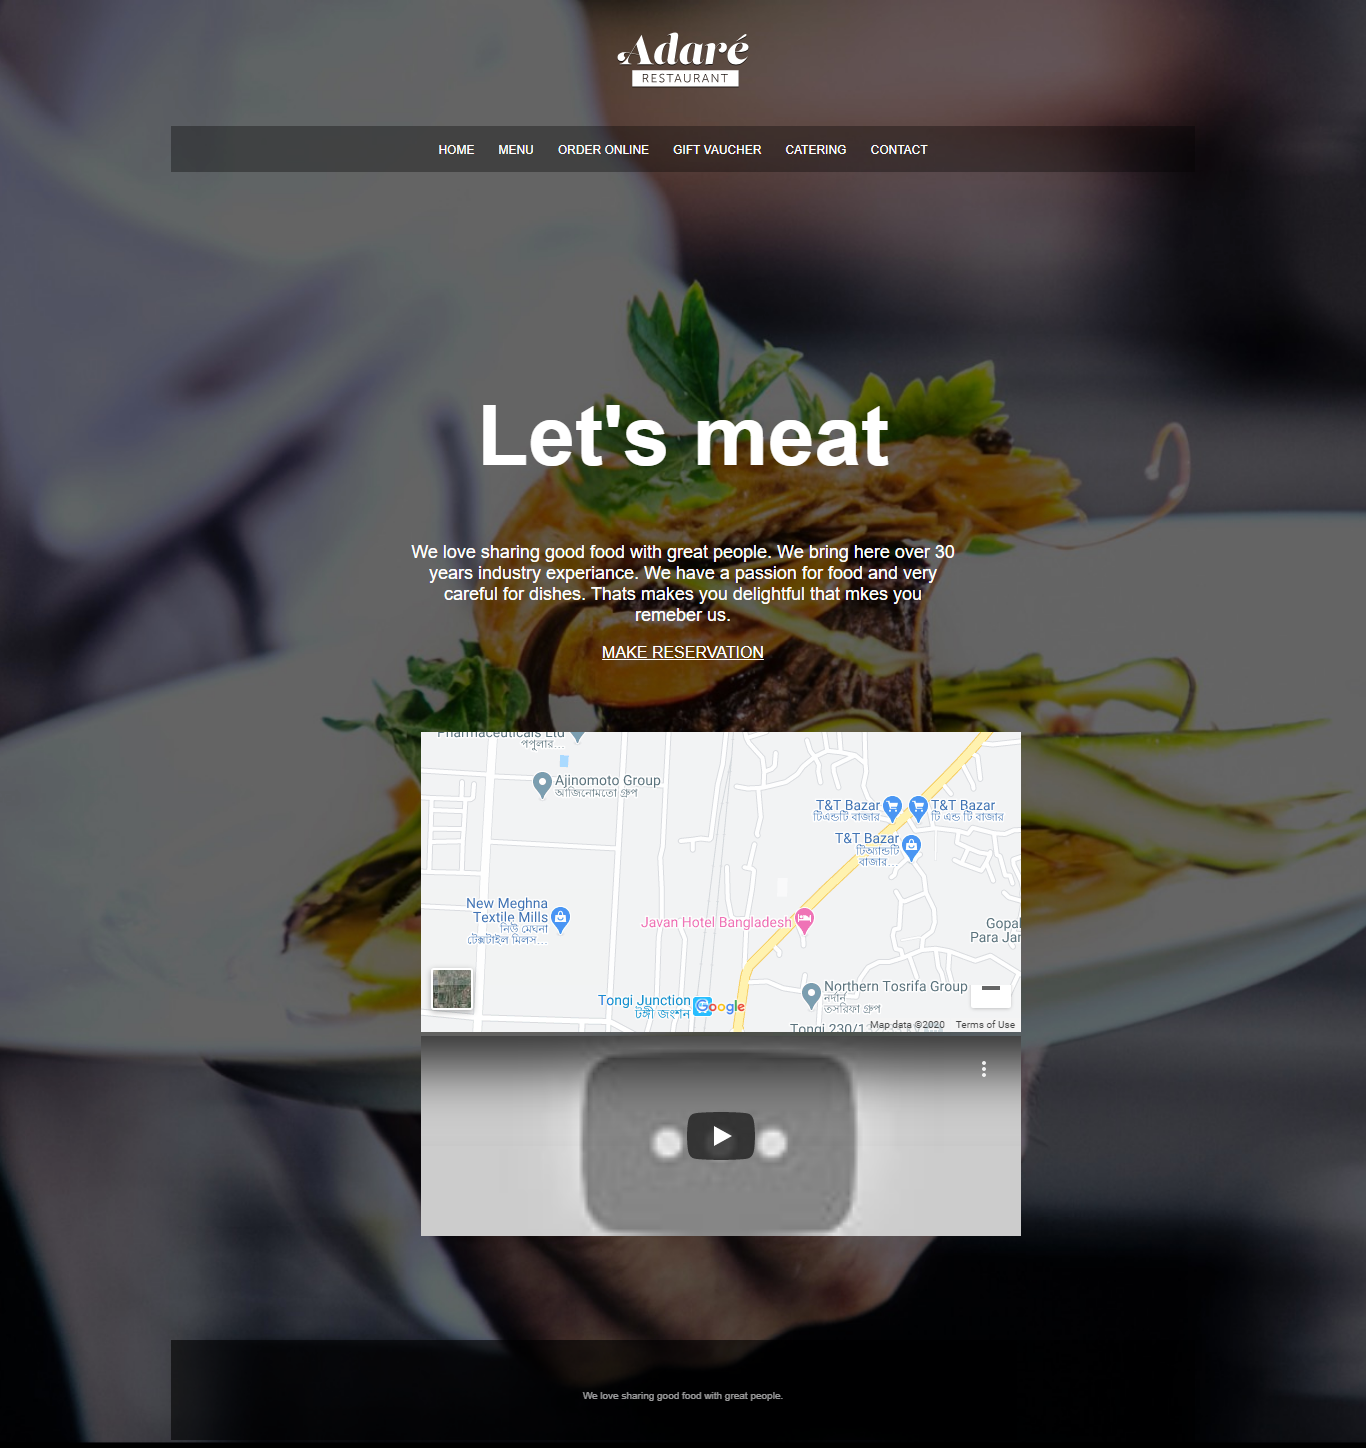 Adaré
RESTAURANT
HOME MENU ORDER ONLINE GIFT VAUCHER CATERING CONTACT
Let's meat
We love sharing good food with great people. We bring here over 30
years industry experiance. We have a passion for food and very
careful for dishes. Thats makes you delightful that mkes you
remeber us.
MAKE RESERVATION
Pharmaceuticals Ltd
পপুলার...
Ajinomoto Group
আজিনোমতো গ্রুপ
T&T Bazar
টিএন্ডটি বাজার
T&T Bazar
টি এন্ড টি বাজার
T&T Bazar
টিঅ্যান্ডটি
বাজার...
New Meghna
Textile Mills
নিউ মেঘনা
টেক্সটাইল মিলস...
Javan Hotel Bangladesh
Gopal
Para Jam
Northern Tosrifa Group
নর্দার্ন
তসরিফা গ্রুপ
Tongi Junction
টঙ্গী জংশন
Google
Tongi 230/1
Map data ©2020 Terms of Use
We love sharing good food with great people.